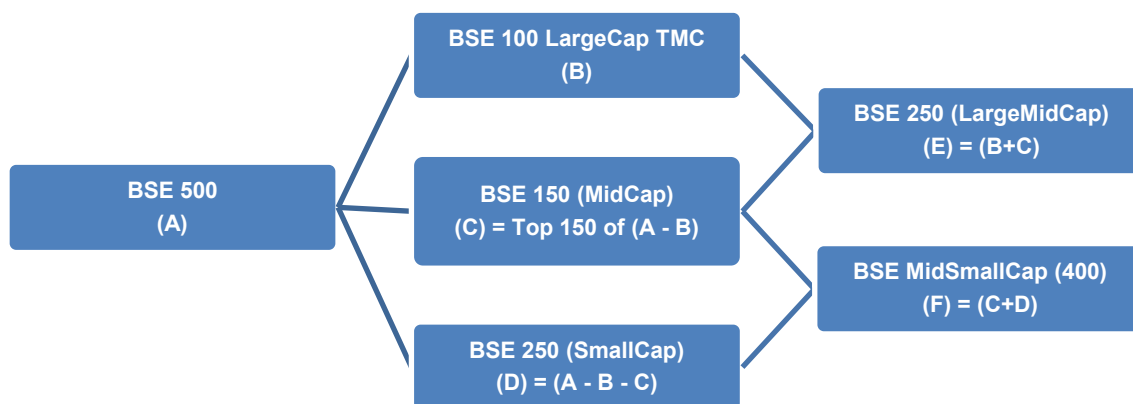 BSE 500
(A)
BSE 100 LargeCap TMC
(B)
BSE 150 (MidCap)
(C) = Top 150 of (A - B)
BSE 250 (SmallCap)
(D) = (A - B - C)
BSE 250 (LargeMidCap)
(E) = (B+C)
BSE MidSmallCap (400)
(F) = (C+D)